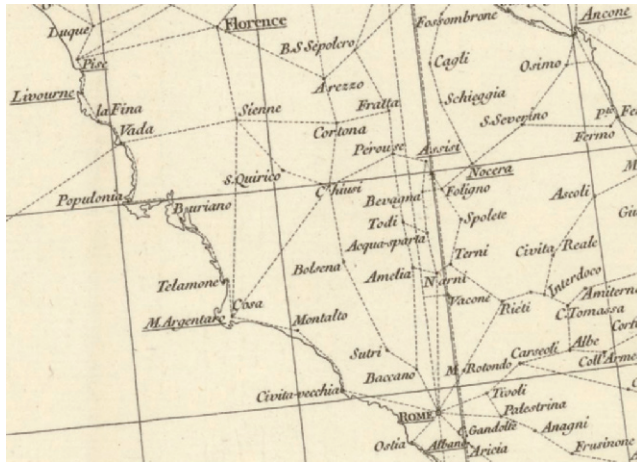 Luque
Florence
Fossombrone
Ancone
B.S Sepolcro
Pise
Cagli
Osimo
Arezzo
Livourne
la Fina
Sienne
Fratta
Schieggia
S.Severino
Vada
Cortona
Fermo
Pérouse
Assisi
Nocera
S.Quirico
Chiusi
Foligno
Populonia
Buriano
Bevagna
Ascoli
Todi
Spolete
Acqua-sparta
Civita Reale
Bolsena
Amelia
Narni
Terni
Interdoco
Telamone
Vacone
Rieti
Amiterno
Cosa
C.Tomassa
M.Argentaro
Montalto
Sutri
Albe
Carseoli
Baccano
M.Rotondo
Civita-vecchia
Tivoli
ROME
Palestrina
C.Gandolfe
Anagni
Ostia
Albano
Aricia
Frusinone